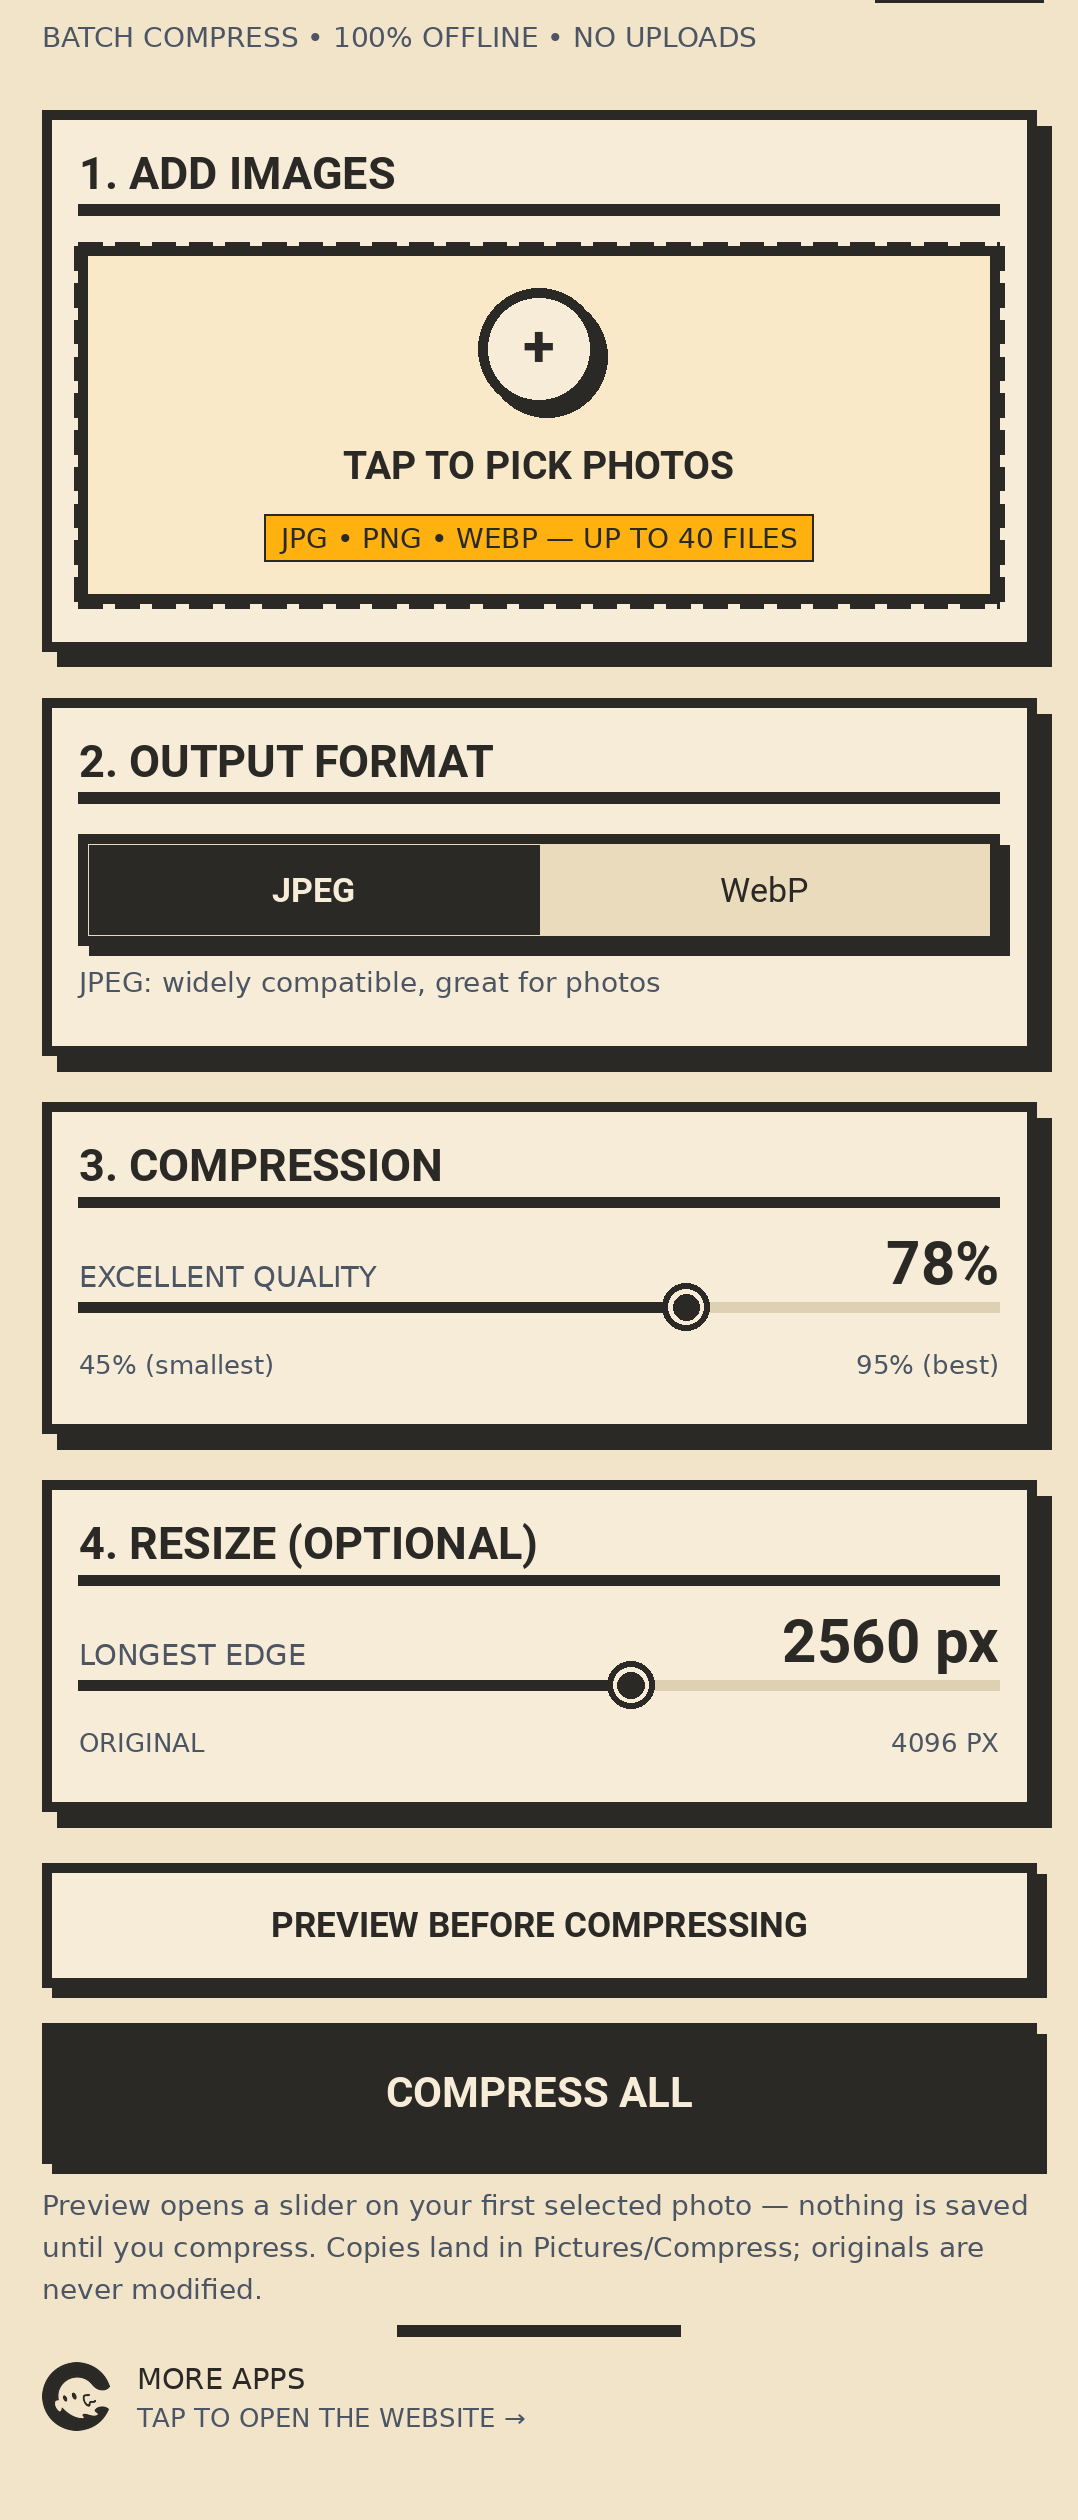 BATCH COMPRESS • 100% OFFLINE • NO UPLOADS
1. ADD IMAGES
+
TAP TO PICK PHOTOS
JPG • PNG • WEBP — UP TO 40 FILES
2. OUTPUT FORMAT
JPEG WebP
JPEG: widely compatible, great for photos
3. COMPRESSION
EXCELLENT QUALITY 78%
45% (smallest) 95% (best)
4. RESIZE (OPTIONAL)
LONGEST EDGE 2560 px
ORIGINAL 4096 PX
PREVIEW BEFORE COMPRESSING
COMPRESS ALL
Preview opens a slider on your first selected photo — nothing is saved
until you compress. Copies land in Pictures/Compress; originals are
never modified.
MORE APPS
TAP TO OPEN THE WEBSITE →